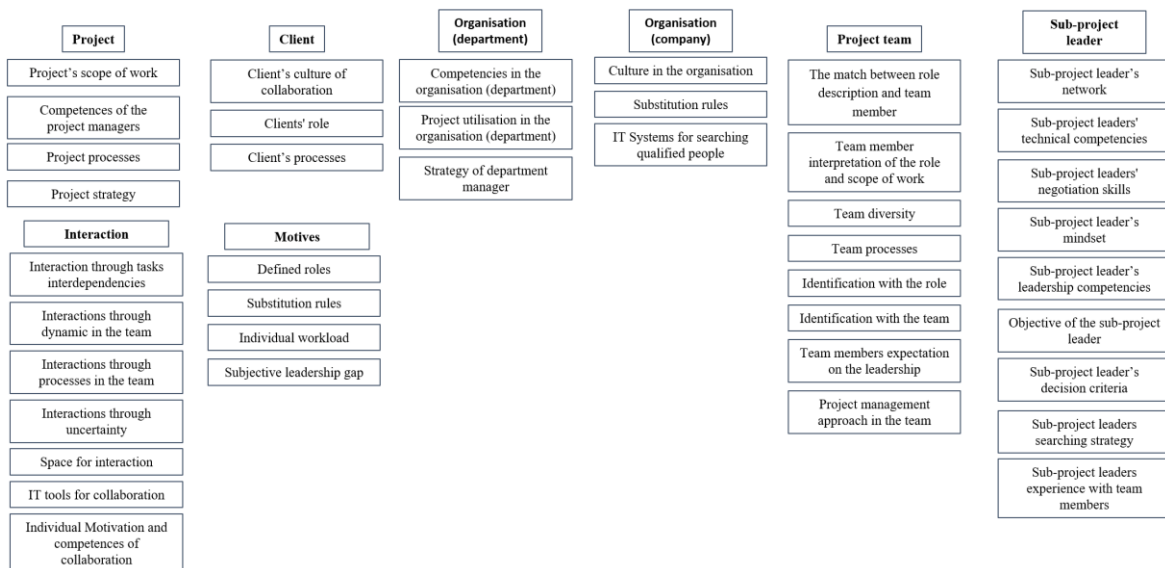 Project
Project's scope of work
Competences of the
project managers
Project processes
Project strategy
Client
Client's culture of
collaboration
Clients' role
Client's processes
Organisation
(department)
Competencies in the
organisation (department)
Project utilisation in the
organisation (department)
Strategy of department
manager
Organisation
(company)
Culture in the organisation
Substitution rules
IT Systems for searching
qualified people
Project team
The match between role
description and team
member
Team member
interpretation of the role
and scope of work
Team diversity
Team processes
Identification with the role
Identification with the team
Team members expectation
on the leadership
Project management
approach in the team
Sub-project
leader
Sub-project leader's
network
Sub-project leaders'
technical competencies
Sub-project leaders'
negotiation skills
Sub-project leader's
mindset
Sub-project leader's
leadership competencies
Objective of the sub-project
leader
Sub-project leader's
decision criteria
Sub-project leaders
searching strategy
Sub-project leaders
experience with team
members
Interaction
Interaction through tasks
interdependencies
Interactions through
dynamic in the team
Interactions through
processes in the team
Interactions through
uncertainty
Space for interaction
IT tools for collaboration
Individual Motivation and
competences of
collaboration
Motives
Defined roles
Substitution rules
Individual workload
Subjective leadership gap